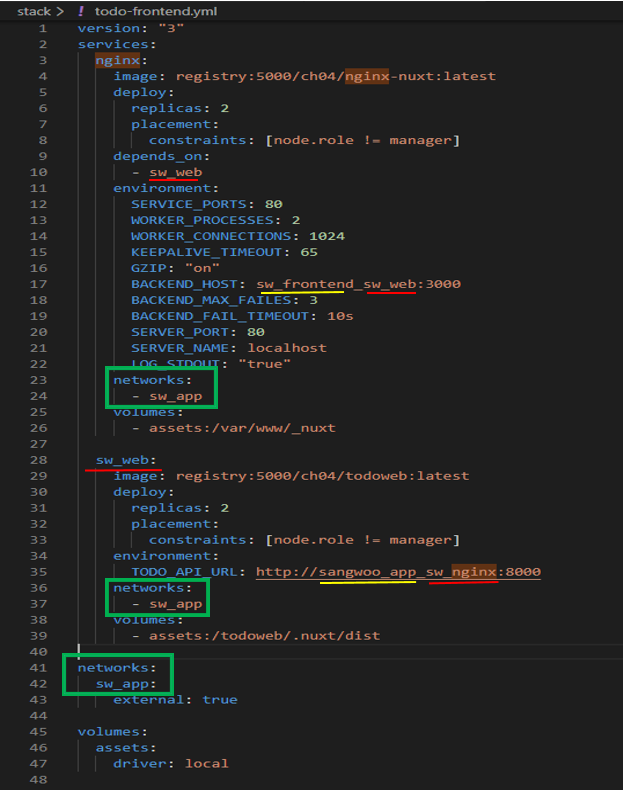 stack > ! todo-frontend.yml
1 version: "3"
2 services:
3 nginx:
4 image: registry:5000/ch04/nginx-nuxt:latest
5 deploy:
6 replicas: 2
7 placement:
8 constraints: [node.role != manager]
9 depends_on:
10 - sw_web
11 environment:
12 SERVICE_PORTS: 80
13 WORKER_PROCESSES: 2
14 WORKER_CONNECTIONS: 1024
15 KEEPALIVE_TIMEOUT: 65
16 GZIP: "on"
17 BACKEND_HOST: sw_frontend_sw_web:3000
18 BACKEND_MAX_FAILES: 3
19 BACKEND_FAIL_TIMEOUT: 10s
20 SERVER_PORT: 80
21 SERVER_NAME: localhost
22 LOG_STDOUT: "true"
23 networks:
24 - sw_app
25 volumes:
26 - assets:/var/www/_nuxt
27
28 sw_web:
29 image: registry:5000/ch04/todoweb:latest
30 deploy:
31 replicas: 2
32 placement:
33 constraints: [node.role != manager]
34 environment:
35 TODO_API_URL: http://sangwoo_app_sw_nginx:8000
36 networks:
37 - sw_app
38 volumes:
39 - assets:/todoweb/.nuxt/dist
40
41 networks:
42 sw_app:
43 external: true
44
45 volumes:
46 assets:
47 driver: local
48